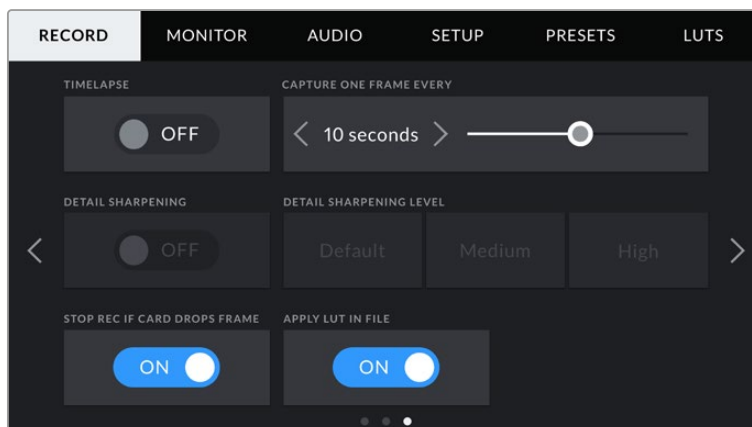 RECORD MONITOR AUDIO SETUP PRESETS LUTS
TIMELAPSE CAPTURE ONE FRAME EVERY
OFF 10 seconds
DETAIL SHARPENING DETAIL SHARPENING LEVEL
OFF Default Medium High
STOP REC IF CARD DROPS FRAME APPLY LUT IN FILE
ON ON